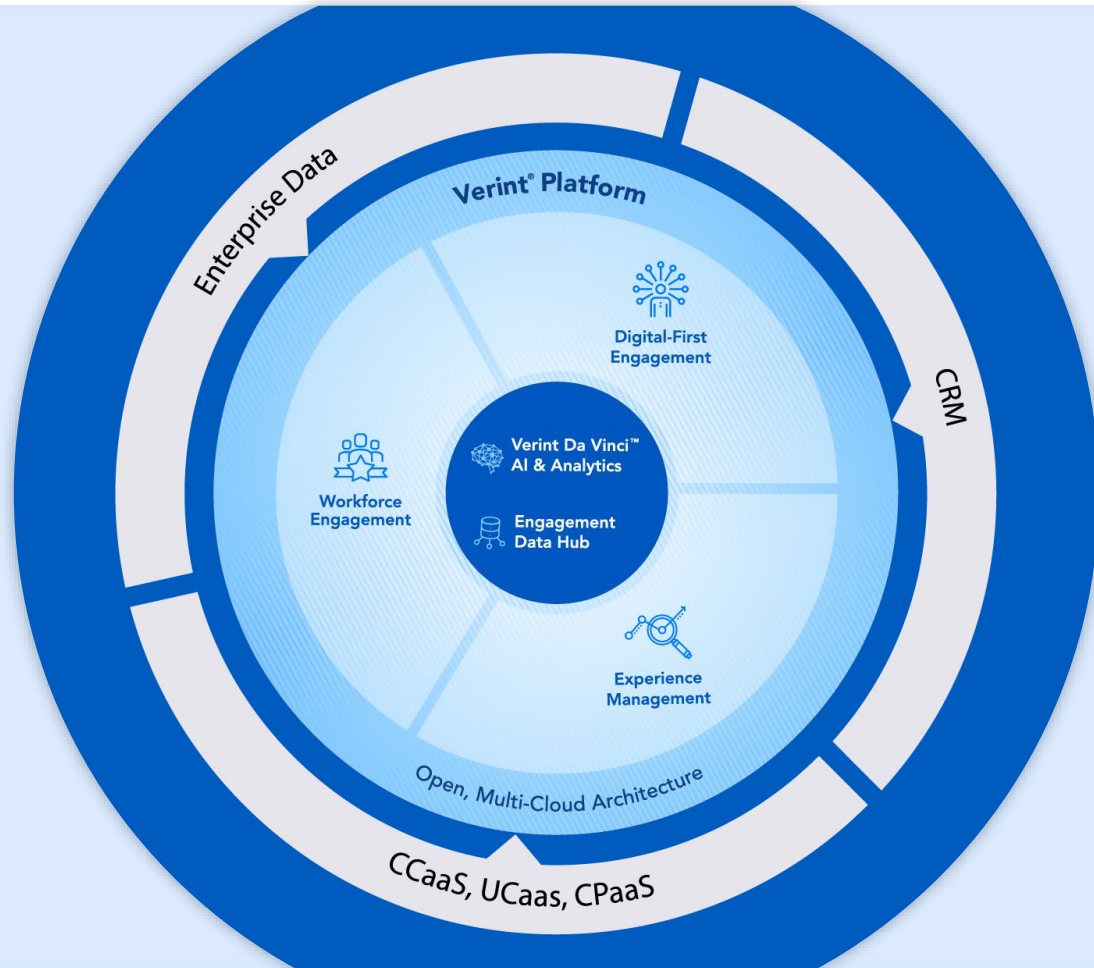 Enterprise Data
Verint® Platform
Digital-First
Engagement
CRM
Verint Da Vinci™
AI & Analytics
Workforce
Engagement
Engagement
Data Hub
Experience
Management
Open, Multi-Cloud Architecture
CCaaS, UCaas, CPaaS